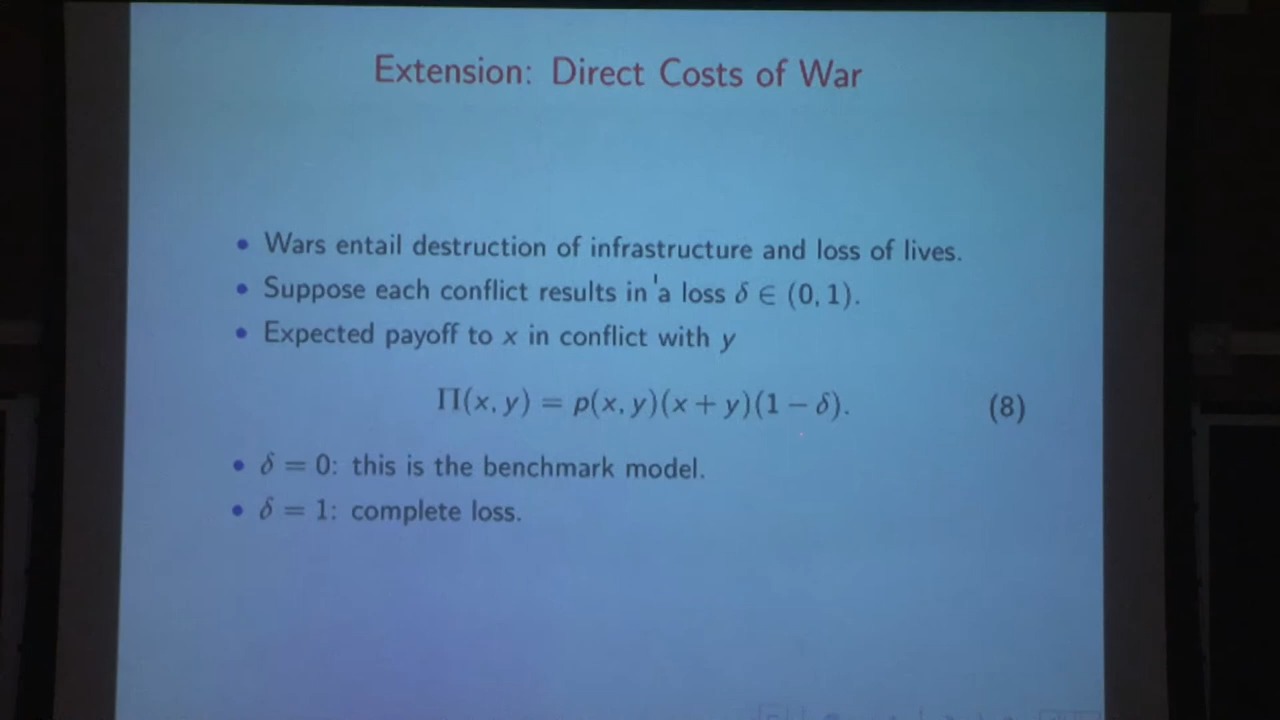 Extension: Direct Costs of War
• Wars entail destruction of infrastructure and loss of lives.
• Suppose each conflict results in a loss δ ∈ (0, 1).
• Expected payoff to x in conflict with y
Π(x, y) = p(x, y)(x + y)(1 − δ). (8)
• δ = 0: this is the benchmark model.
• δ = 1: complete loss.